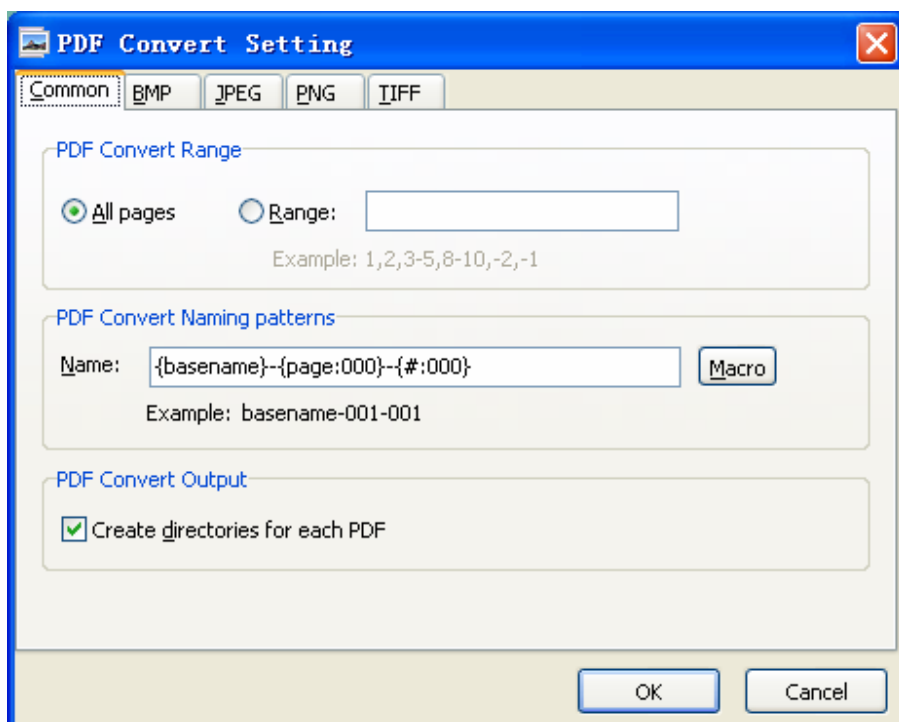 PDF Convert Setting
Common BMP JPEG PNG TIFF
PDF Convert Range
All pages Range:
Example: 1,2,3-5,8-10,-2,-1
PDF Convert Naming patterns
Name: {basename}-{page:000}-{#:000} Macro
Example: basename-001-001
PDF Convert Output
Create directories for each PDF
OK Cancel